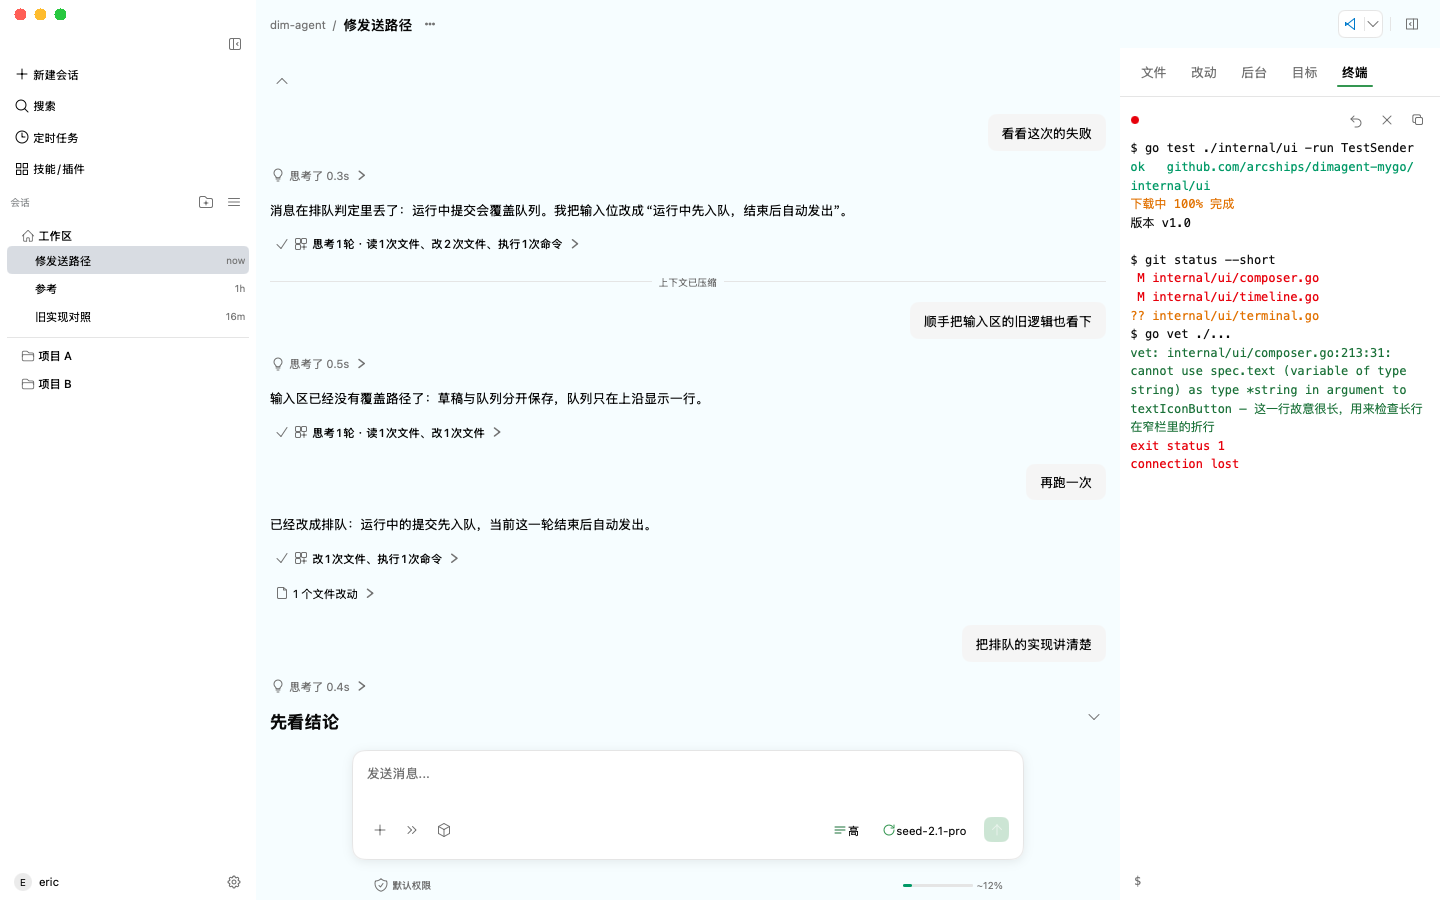 新建会话
搜索
定时任务
技能/插件
会话
工作区
修发送路径 now
参考 1h
旧实现对照 16m
项目 A
项目 B
E eric
dim-agent / 修发送路径 ···
看看这次的失败
思考了 0.3s
消息在排队判定里丢了：运行中提交会覆盖队列。我把输入位改成“运行中先入队，结束后自动发出”。
思考1轮 · 读1次文件、改2次文件、执行1次命令
上下文已压缩
顺手把输入区的旧逻辑也看下
思考了 0.5s
输入区已经没有覆盖路径了：草稿与队列分开保存，队列只在上沿显示一行。
思考1轮 · 读1次文件、改1次文件
再跑一次
已经改成排队：运行中的提交先入队，当前这一轮结束后自动发出。
改1次文件、执行1次命令
1 个文件改动
把排队的实现讲清楚
思考了 0.4s
先看结论
发送消息...
高 seed-2.1-pro
默认权限 ~12%
文件 改动 后台 目标 终端
$ go test ./internal/ui -run TestSender
ok github.com/arcships/dimagent-mygo/
internal/ui
下载中 100% 完成
版本 v1.0
$ git status --short
M internal/ui/composer.go
M internal/ui/timeline.go
?? internal/ui/terminal.go
$ go vet ./...
vet: internal/ui/composer.go:213:31:
cannot use spec.text (variable of type
string) as type *string in argument to
textIconButton — 这一行故意很长，用来检查长行
在窄栏里的折行
exit status 1
connection lost
$